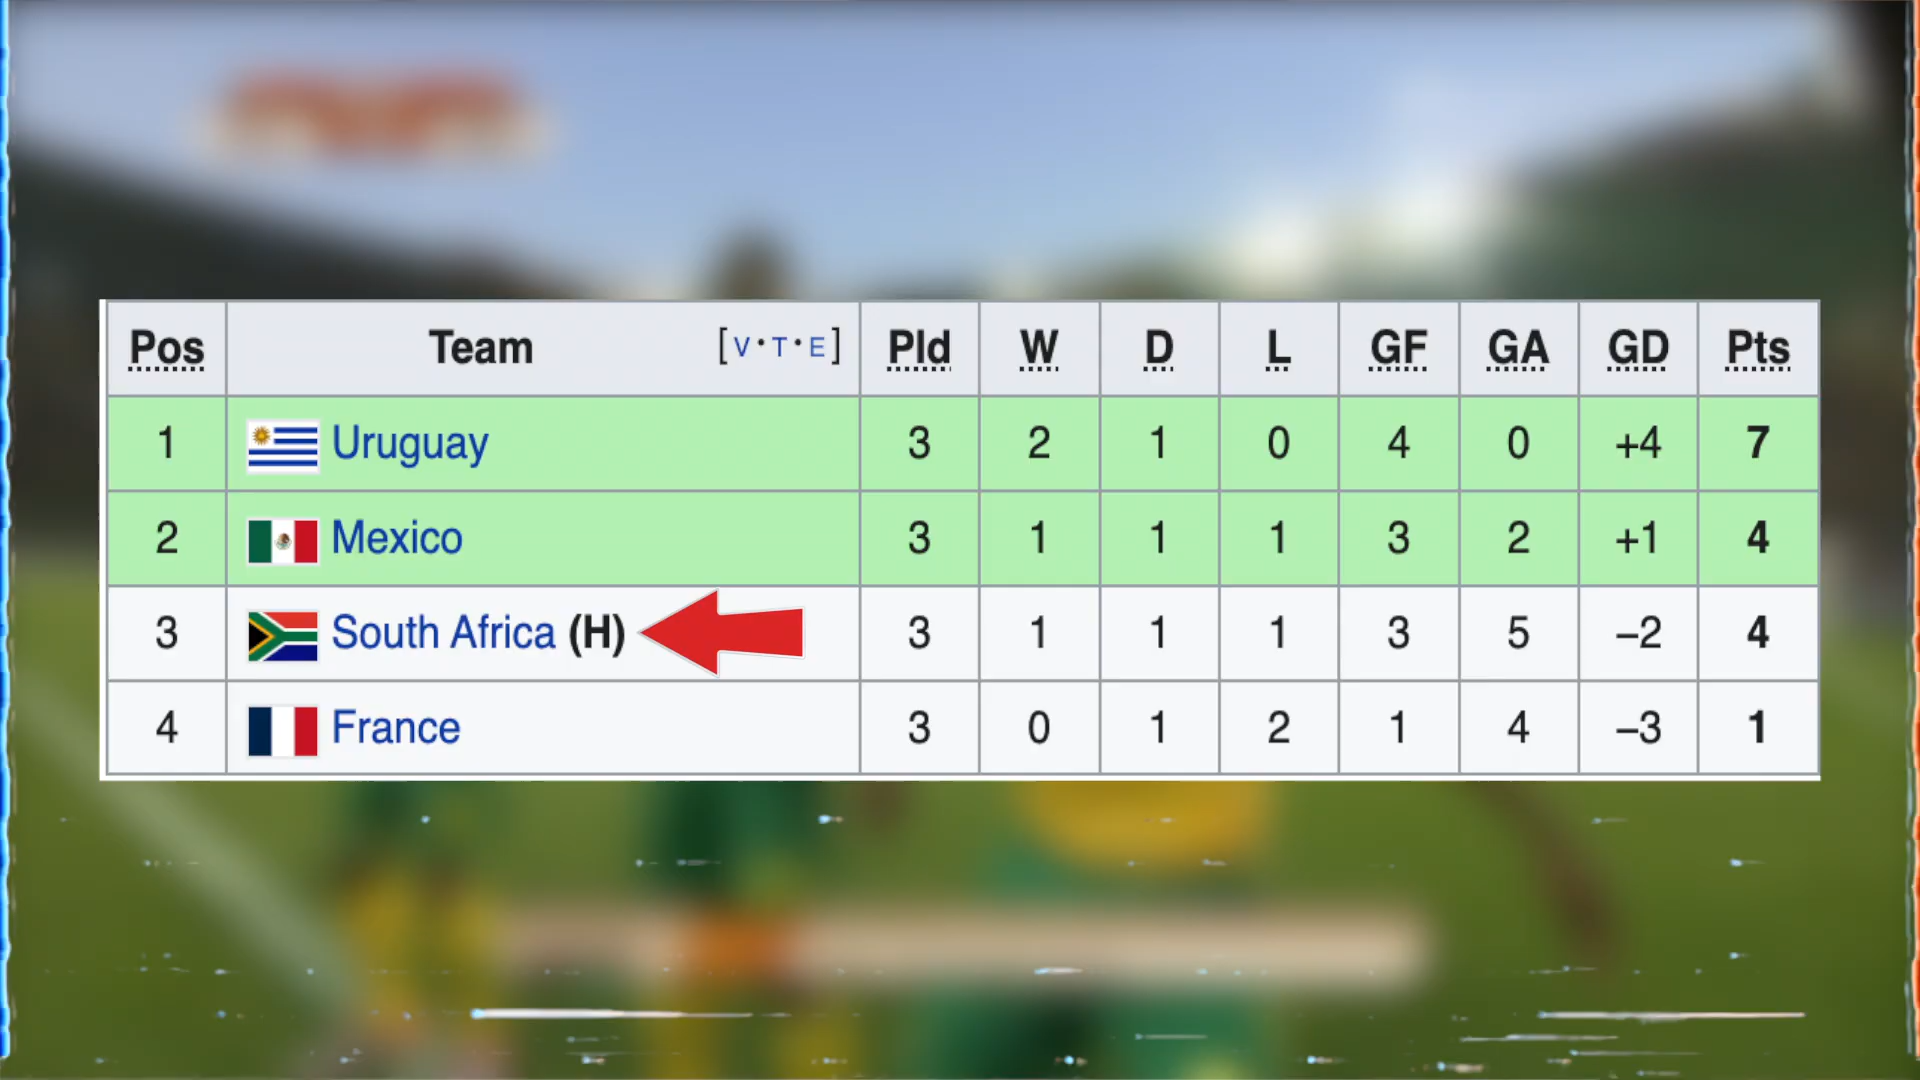 Pos Team [V·T·E] Pld W D L GF GA GD Pts
1 Uruguay 3 2 1 0 4 0 +4 7
2 Mexico 3 1 1 1 3 2 +1 4
3 South Africa (H) 3 1 1 1 3 5 −2 4
4 France 3 0 1 2 1 4 −3 1